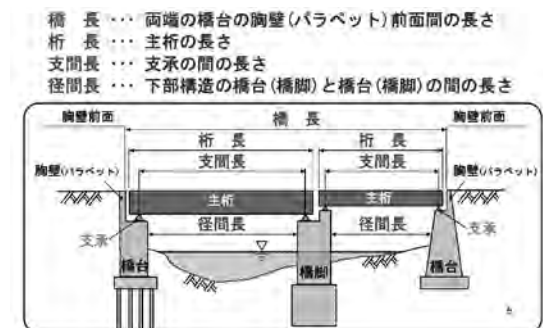 橋　長 … 両端の橋台の胸壁(パラペット)前面間の長さ
桁　長 … 主桁の長さ
支間長 … 支承の間の長さ
径間長 … 下部構造の橋台(橋脚)と橋台(橋脚)の間の長さ
胸壁前面 橋　長 胸壁前面
桁　長 桁　長
胸壁(パラペット) 支間長 支間長 胸壁(パラペット)
主桁 主桁
支承 径間長 径間長 支承
橋台 橋脚 橋台